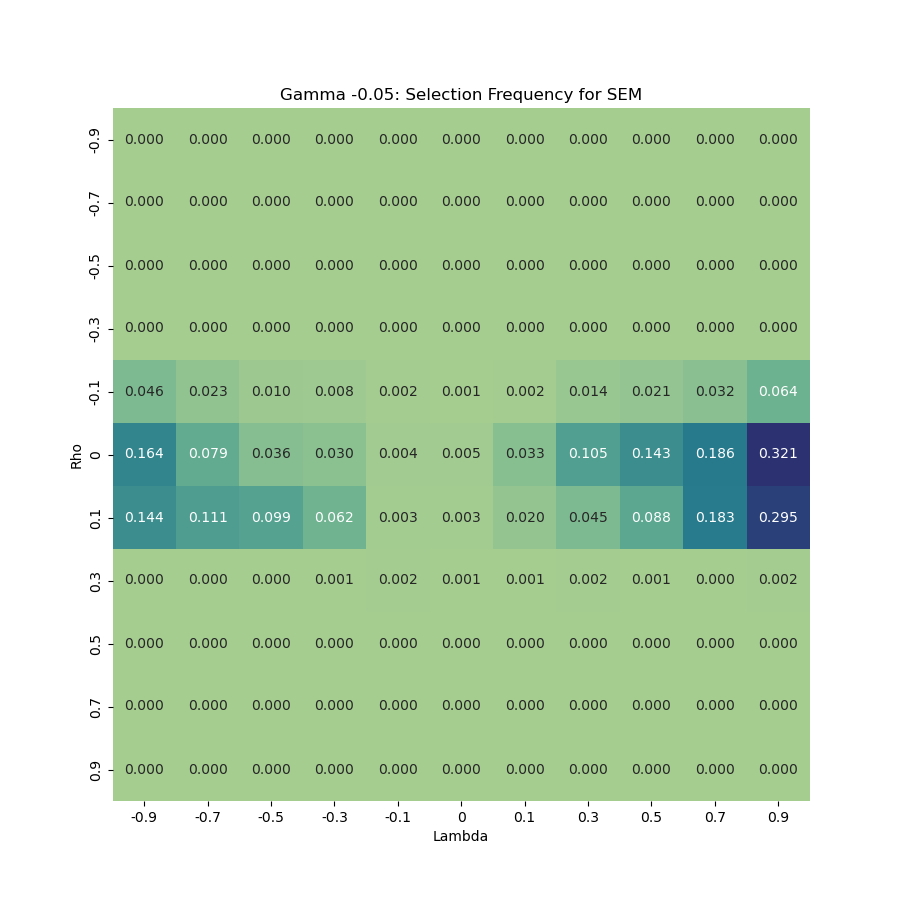 Gamma -0.05: Selection Frequency for SEM
-0.9 0.000 0.000 0.000 0.000 0.000 0.000 0.000 0.000 0.000 0.000 0.000
-0.7 0.000 0.000 0.000 0.000 0.000 0.000 0.000 0.000 0.000 0.000 0.000
-0.5 0.000 0.000 0.000 0.000 0.000 0.000 0.000 0.000 0.000 0.000 0.000
-0.3 0.000 0.000 0.000 0.000 0.000 0.000 0.000 0.000 0.000 0.000 0.000
-0.1 0.046 0.023 0.010 0.008 0.002 0.001 0.002 0.014 0.021 0.032 0.064
Rho
0 0.164 0.079 0.036 0.030 0.004 0.005 0.033 0.105 0.143 0.186 0.321
0.1 0.144 0.111 0.099 0.062 0.003 0.003 0.020 0.045 0.088 0.183 0.295
0.3 0.000 0.000 0.000 0.001 0.002 0.001 0.001 0.002 0.001 0.000 0.002
0.5 0.000 0.000 0.000 0.000 0.000 0.000 0.000 0.000 0.000 0.000 0.000
0.7 0.000 0.000 0.000 0.000 0.000 0.000 0.000 0.000 0.000 0.000 0.000
0.9 0.000 0.000 0.000 0.000 0.000 0.000 0.000 0.000 0.000 0.000 0.000
-0.9 -0.7 -0.5 -0.3 -0.1 0 0.1 0.3 0.5 0.7 0.9
Lambda